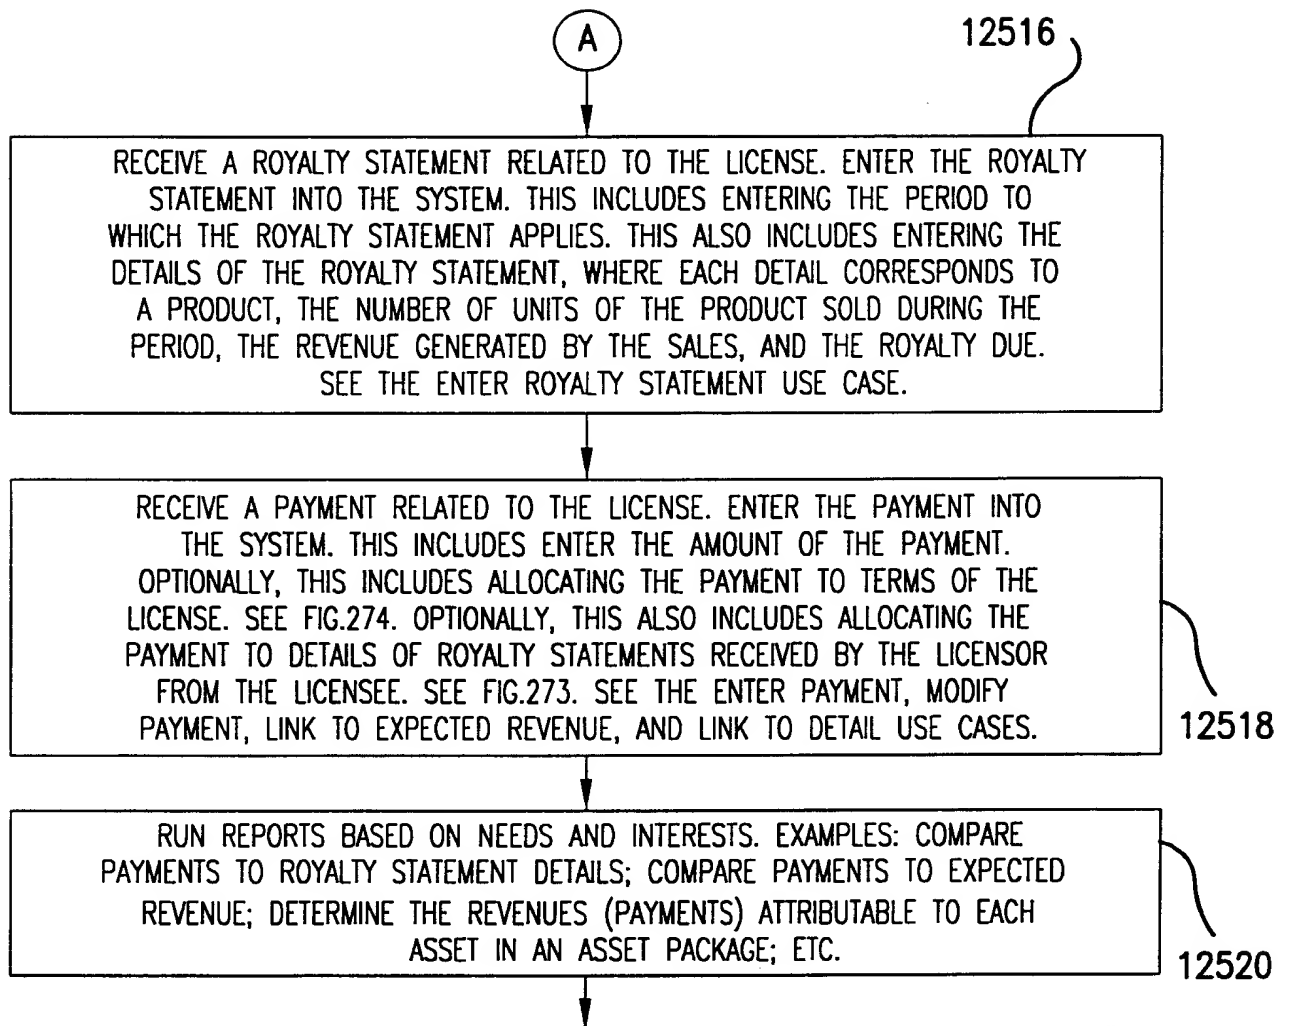 A
12516
RECEIVE A ROYALTY STATEMENT RELATED TO THE LICENSE. ENTER THE ROYALTY
STATEMENT INTO THE SYSTEM. THIS INCLUDES ENTERING THE PERIOD TO
WHICH THE ROYALTY STATEMENT APPLIES. THIS ALSO INCLUDES ENTERING THE
DETAILS OF THE ROYALTY STATEMENT, WHERE EACH DETAIL CORRESPONDS TO
A PRODUCT, THE NUMBER OF UNITS OF THE PRODUCT SOLD DURING THE
PERIOD, THE REVENUE GENERATED BY THE SALES, AND THE ROYALTY DUE.
SEE THE ENTER ROYALTY STATEMENT USE CASE.
RECEIVE A PAYMENT RELATED TO THE LICENSE. ENTER THE PAYMENT INTO
THE SYSTEM. THIS INCLUDES ENTER THE AMOUNT OF THE PAYMENT.
OPTIONALLY, THIS INCLUDES ALLOCATING THE PAYMENT TO TERMS OF THE
LICENSE. SEE FIG.274. OPTIONALLY, THIS ALSO INCLUDES ALLOCATING THE
PAYMENT TO DETAILS OF ROYALTY STATEMENTS RECEIVED BY THE LICENSOR
FROM THE LICENSEE. SEE FIG.273. SEE THE ENTER PAYMENT, MODIFY
PAYMENT, LINK TO EXPECTED REVENUE, AND LINK TO DETAIL USE CASES.
12518
RUN REPORTS BASED ON NEEDS AND INTERESTS. EXAMPLES: COMPARE
PAYMENTS TO ROYALTY STATEMENT DETAILS; COMPARE PAYMENTS TO EXPECTED
REVENUE; DETERMINE THE REVENUES (PAYMENTS) ATTRIBUTABLE TO EACH
ASSET IN AN ASSET PACKAGE; ETC.
12520